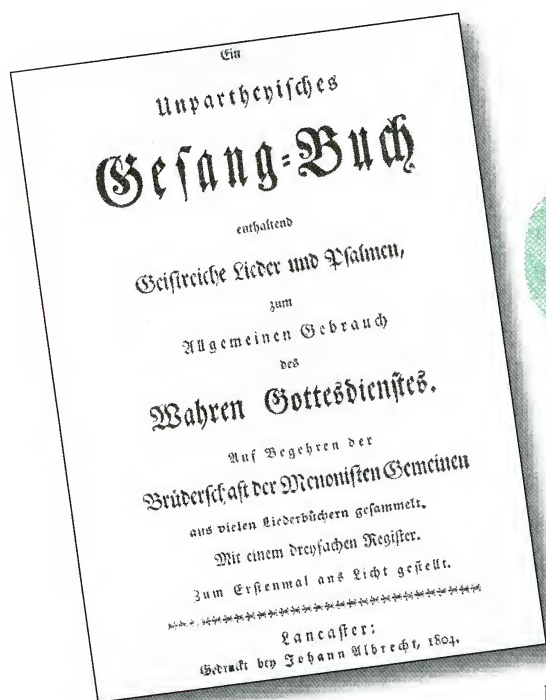 Ein
Unpartheyisches
Gesang=Buch
enthaltend
Geistreiche Lieder und Psalmen,
zum
Allgemeinen Gebrauch
des
Wahren Gottesdienstes.
Auf Begehren der
Brüderschaft der Menonisten Gemeinen
aus vielen Liederbüchern gesammelt.
Mit einem dreyfachen Register.
Zum Erstenmal ans Licht gestellt.
Lancaster:
Gedruckt bey Johann Albrecht, 1804.